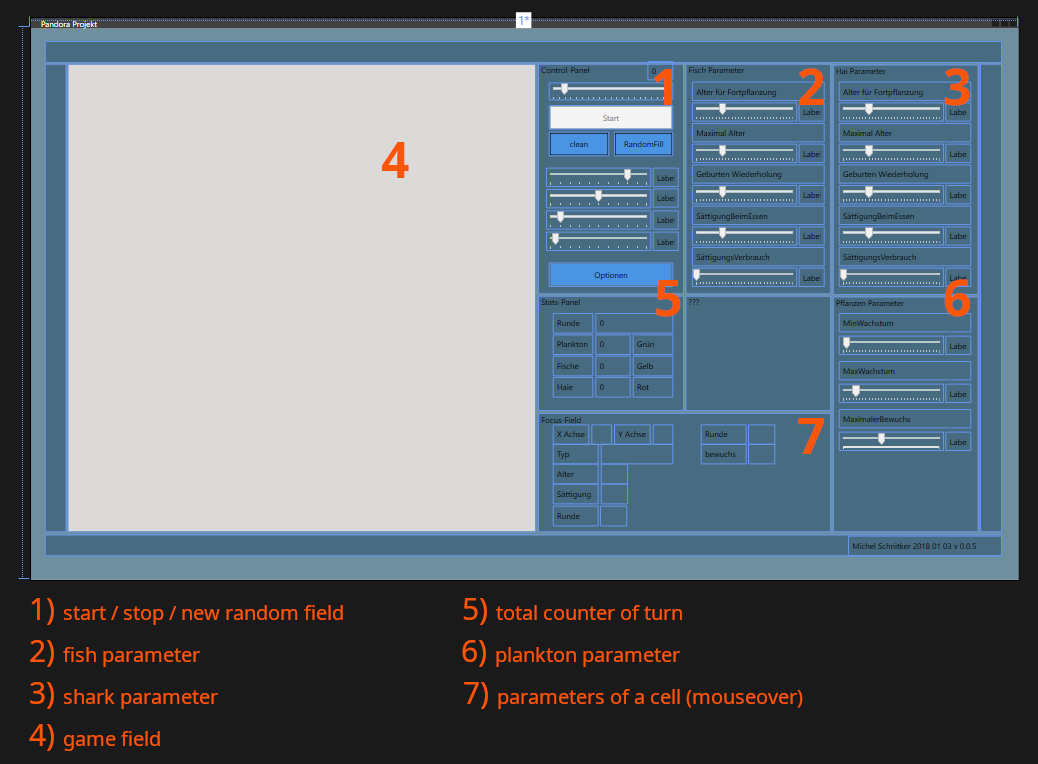 Pandora Projekt
1*
Control-Panel
0
1
Start
clean
RandomFill
Labe
Labe
Labe
Labe
Optionen
Fisch Parameter
2
Alter für Fortpflanzung
Labe
Maximal Alter
Labe
Geburten Wiederholung
Labe
SättigungBeimEssen
Labe
SättigungsVerbrauch
Labe
Hai Parameter
3
Alter für Fortpflanzung
Labe
Maximal Alter
Labe
Geburten Wiederholung
Labe
SättigungBeimEssen
Labe
SättigungsVerbrauch
Labe
4
Stats-Panel
5
Runde 0
Plankton 0 Grün
Fische 0 Gelb
Haie 0 Rot
???
Pflanzen Parameter
6
MinWachstum
Labe
MaxWachstum
Labe
MaximalerBewuchs
Labe
Focus-Field
7
X Achse Y Achse Runde
Typ bewuchs
Alter
Sättigung
Runde
Michel Schnitker 2018 01 03 v 0.0.5
1) start / stop / new random field
2) fish parameter
3) shark parameter
4) game field
5) total counter of turn
6) plankton parameter
7) parameters of a cell (mouseover)